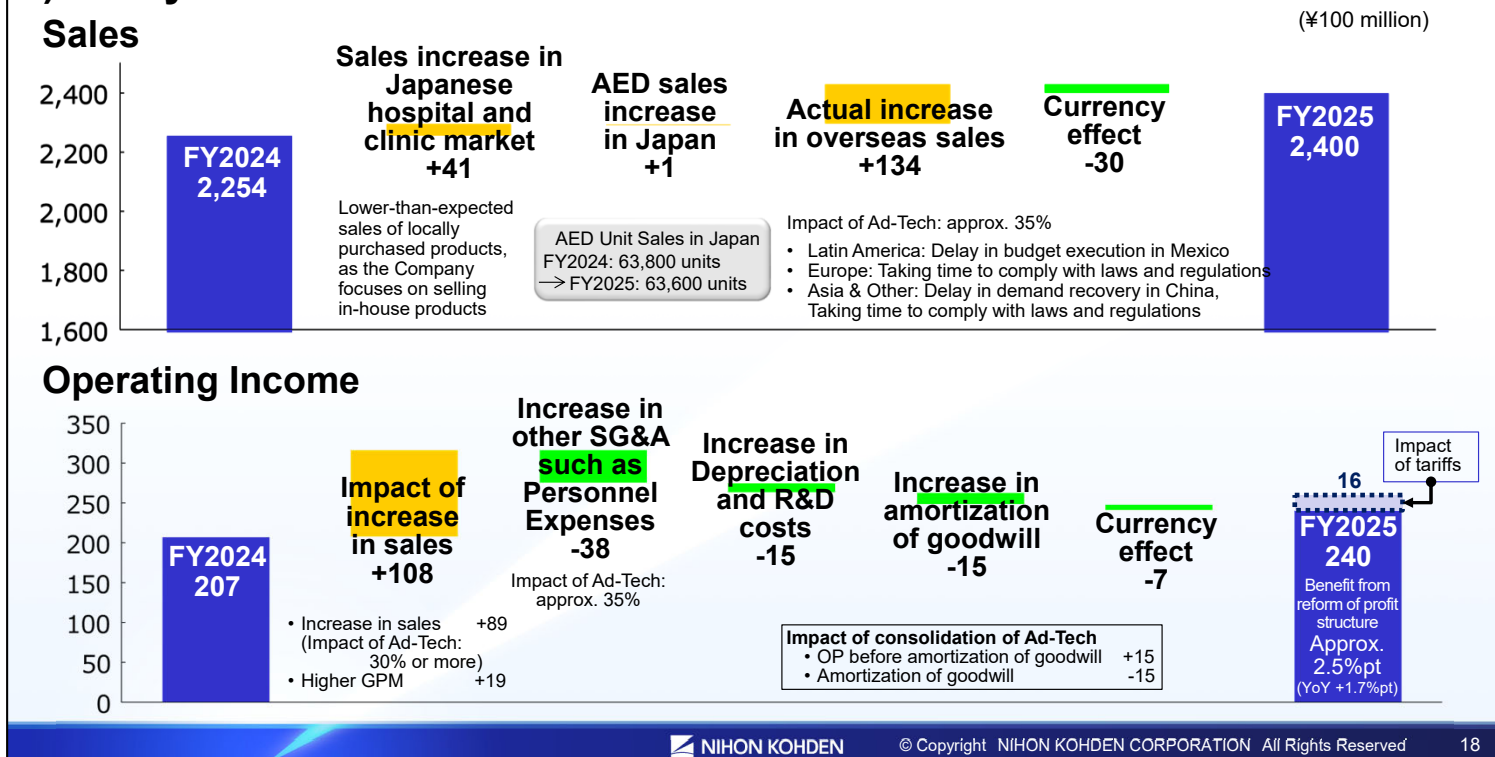 (¥100 million)
Sales
2,400
2,200
2,000
1,800
1,600
FY2024
2,254
Sales increase in
Japanese
hospital and
clinic market
+41
Lower-than-expected
sales of locally
purchased products,
as the Company
focuses on selling
in-house products
AED sales
increase
in Japan
+1
AED Unit Sales in Japan
FY2024: 63,800 units
→ FY2025: 63,600 units
Actual increase
in overseas sales
+134
Impact of Ad-Tech: approx. 35%
• Latin America: Delay in budget execution in Mexico
• Europe: Taking time to comply with laws and regulations
• Asia & Other: Delay in demand recovery in China,
Taking time to comply with laws and regulations
Currency
effect
-30
FY2025
2,400
Operating Income
350
300
250
200
150
100
50
0
FY2024
207
Impact of
increase
in sales
+108
• Increase in sales +89
(Impact of Ad-Tech:
30% or more)
• Higher GPM +19
Increase in
other SG&A
such as
Personnel
Expenses
-38
Impact of Ad-Tech:
approx. 35%
Increase in
Depreciation
and R&D
costs
-15
Increase in
amortization
of goodwill
-15
Impact of consolidation of Ad-Tech
• OP before amortization of goodwill +15
• Amortization of goodwill -15
Currency
effect
-7
Impact
of tariffs
16
FY2025
240
Benefit from
reform of profit
structure
Approx.
2.5%pt
(YoY +1.7%pt)
NIHON KOHDEN
© Copyright NIHON KOHDEN CORPORATION All Rights Reserved
18